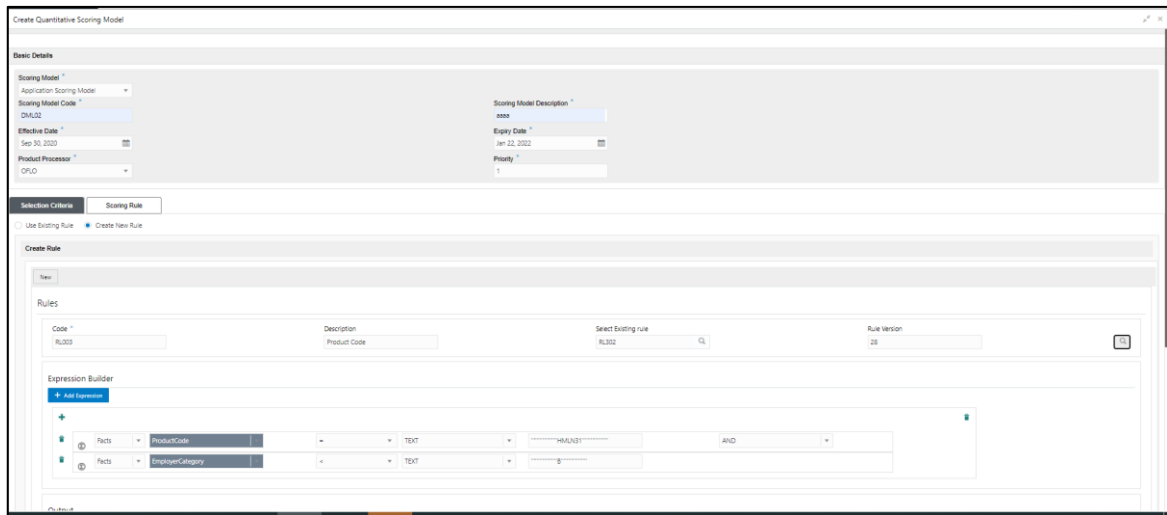 Create Quantitative Scoring Model
Basic Details
Scoring Model *
Application Scoring Model
Scoring Model Code * Scoring Model Description *
DML02 aaaa
Effective Date * Expiry Date *
Sep 30, 2020 Jan 22, 2022
Product Processor * Priority *
OFLO 1
Selection Criteria Scoring Rule
Use Existing Rule Create New Rule
Create Rule
New
Rules
Code * Description Select Existing rule Rule Version
RL003 Product Code RL302 28
Expression Builder
+ Add Expression
Facts ProductCode = TEXT HMLN31 AND
Facts EmployerCategory < TEXT B
Output